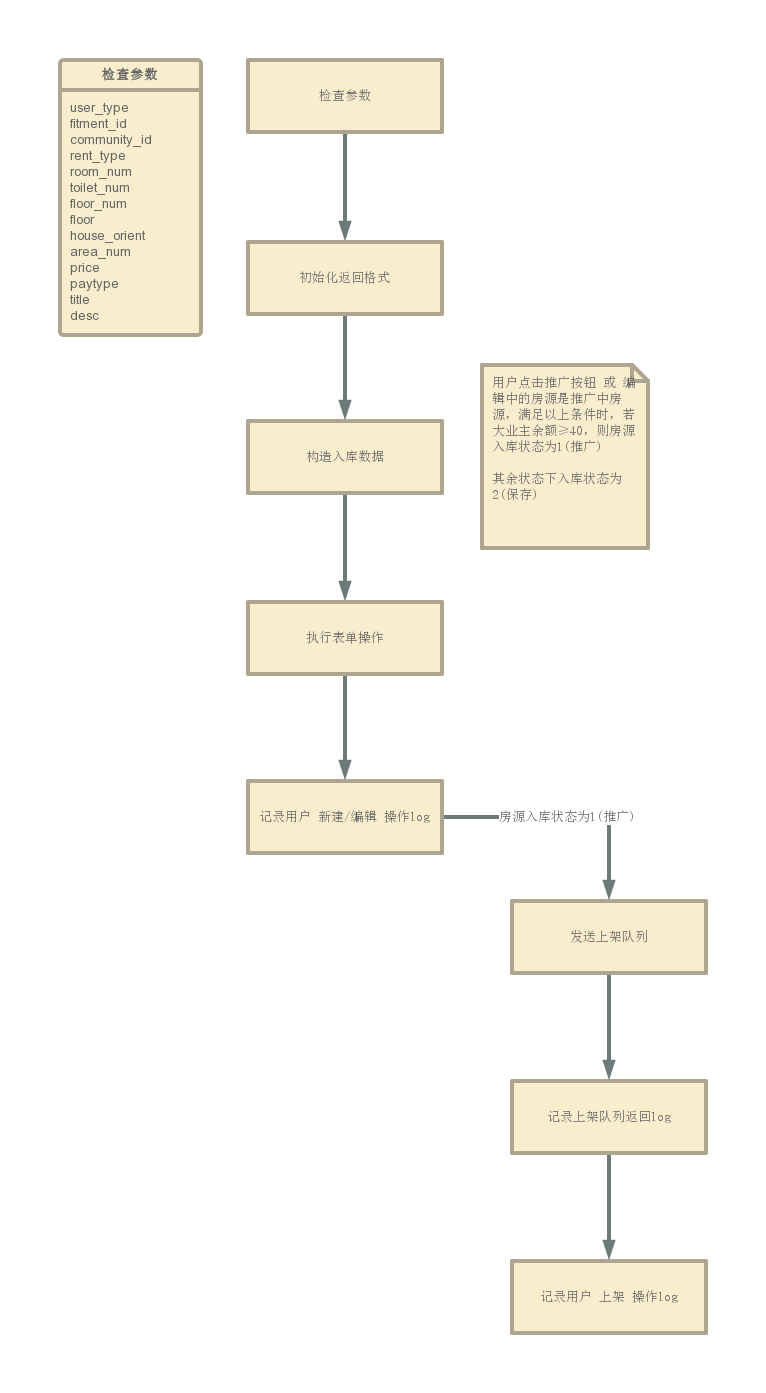 检查参数
user_type
fitment_id
community_id
rent_type
room_num
toilet_num
floor_num
floor
house_orient
area_num
price
paytype
title
desc
检查参数
初始化返回格式
构造入库数据
用户点击推广按钮 或 编
辑中的房源是推广中房
源，满足以上条件时，若
大业主余额≥40，则房源
入库状态为1(推广)
其余状态下入库状态为
2(保存)
执行表单操作
记录用户 新建/编辑 操作log
房源入库状态为1(推广)
发送上架队列
记录上架队列返回log
记录用户 上架 操作log